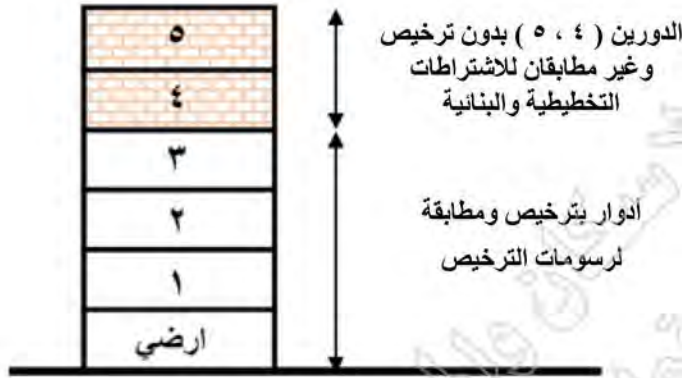 ٥
٤
٣
٢
١
ارضي
الدورين ( ٤ ، ٥ ) بدون ترخيص
وغير مطابقان للاشتراطات
التخطيطية والبنائية
أدوار بترخيص ومطابقة
لرسومات الترخيص